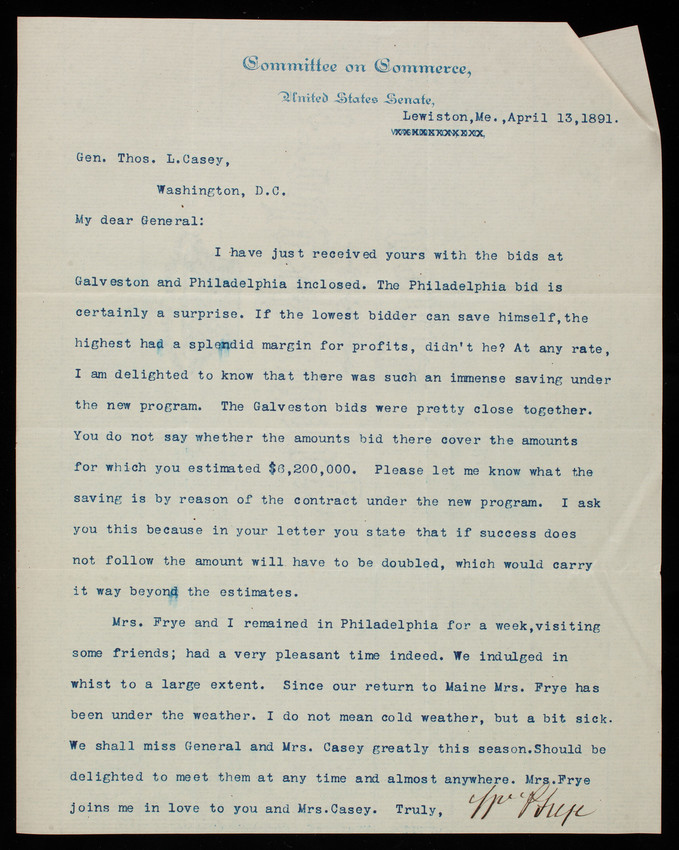 Committee on Commerce,
United States Senate,
Lewiston,Me.,April 13,1891.
Gen. Thos. L.Casey,
Washington, D.C.
My dear General:
I have just received yours with the bids at
Galveston and Philadelphia inclosed. The Philadelphia bid is
certainly a surprise. If the lowest bidder can save himself,the
highest had a splendid margin for profits, didn't he? At any rate,
I am delighted to know that there was such an immense saving under
the new program. The Galveston bids were pretty close together.
You do not say whether the amounts bid there cover the amounts
for which you estimated $6,200,000. Please let me know what the
saving is by reason of the contract under the new program. I ask
you this because in your letter you state that if success does
not follow the amount will have to be doubled, which would carry
it way beyond the estimates.
Mrs. Frye and I remained in Philadelphia for a week,visiting
some friends; had a very pleasant time indeed. We indulged in
whist to a large extent. Since our return to Maine Mrs. Frye has
been under the weather. I do not mean cold weather, but a bit sick.
We shall miss General and Mrs. Casey greatly this season.Should be
delighted to meet them at any time and almost anywhere. Mrs.Frye
joins me in love to you and Mrs.Casey. Truly, Wm P Frye